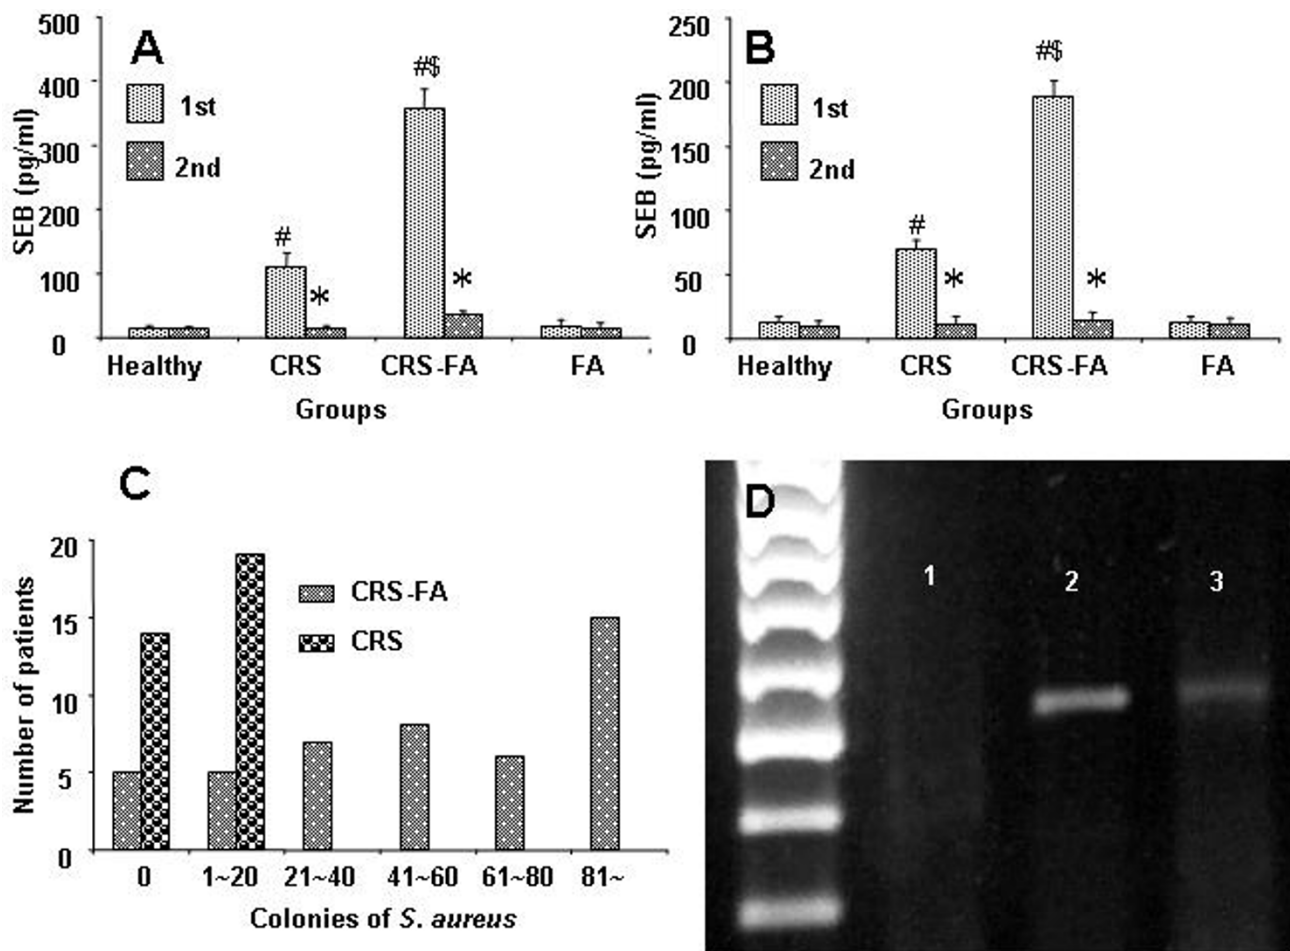 A
500
400
300
200
100
0
SEB (pg/ml)
1st
2nd
#
*
#$
*
Healthy CRS CRS-FA FA
Groups
B
250
200
150
100
50
0
SEB (pg/ml)
1st
2nd
#
*
#$
*
Healthy CRS CRS-FA FA
Groups
C
20
15
10
5
0
Number of patients
CRS-FA
CRS
0 1~20 21~40 41~60 61~80 81~
Colonies of S. aureus
D
1 2 3